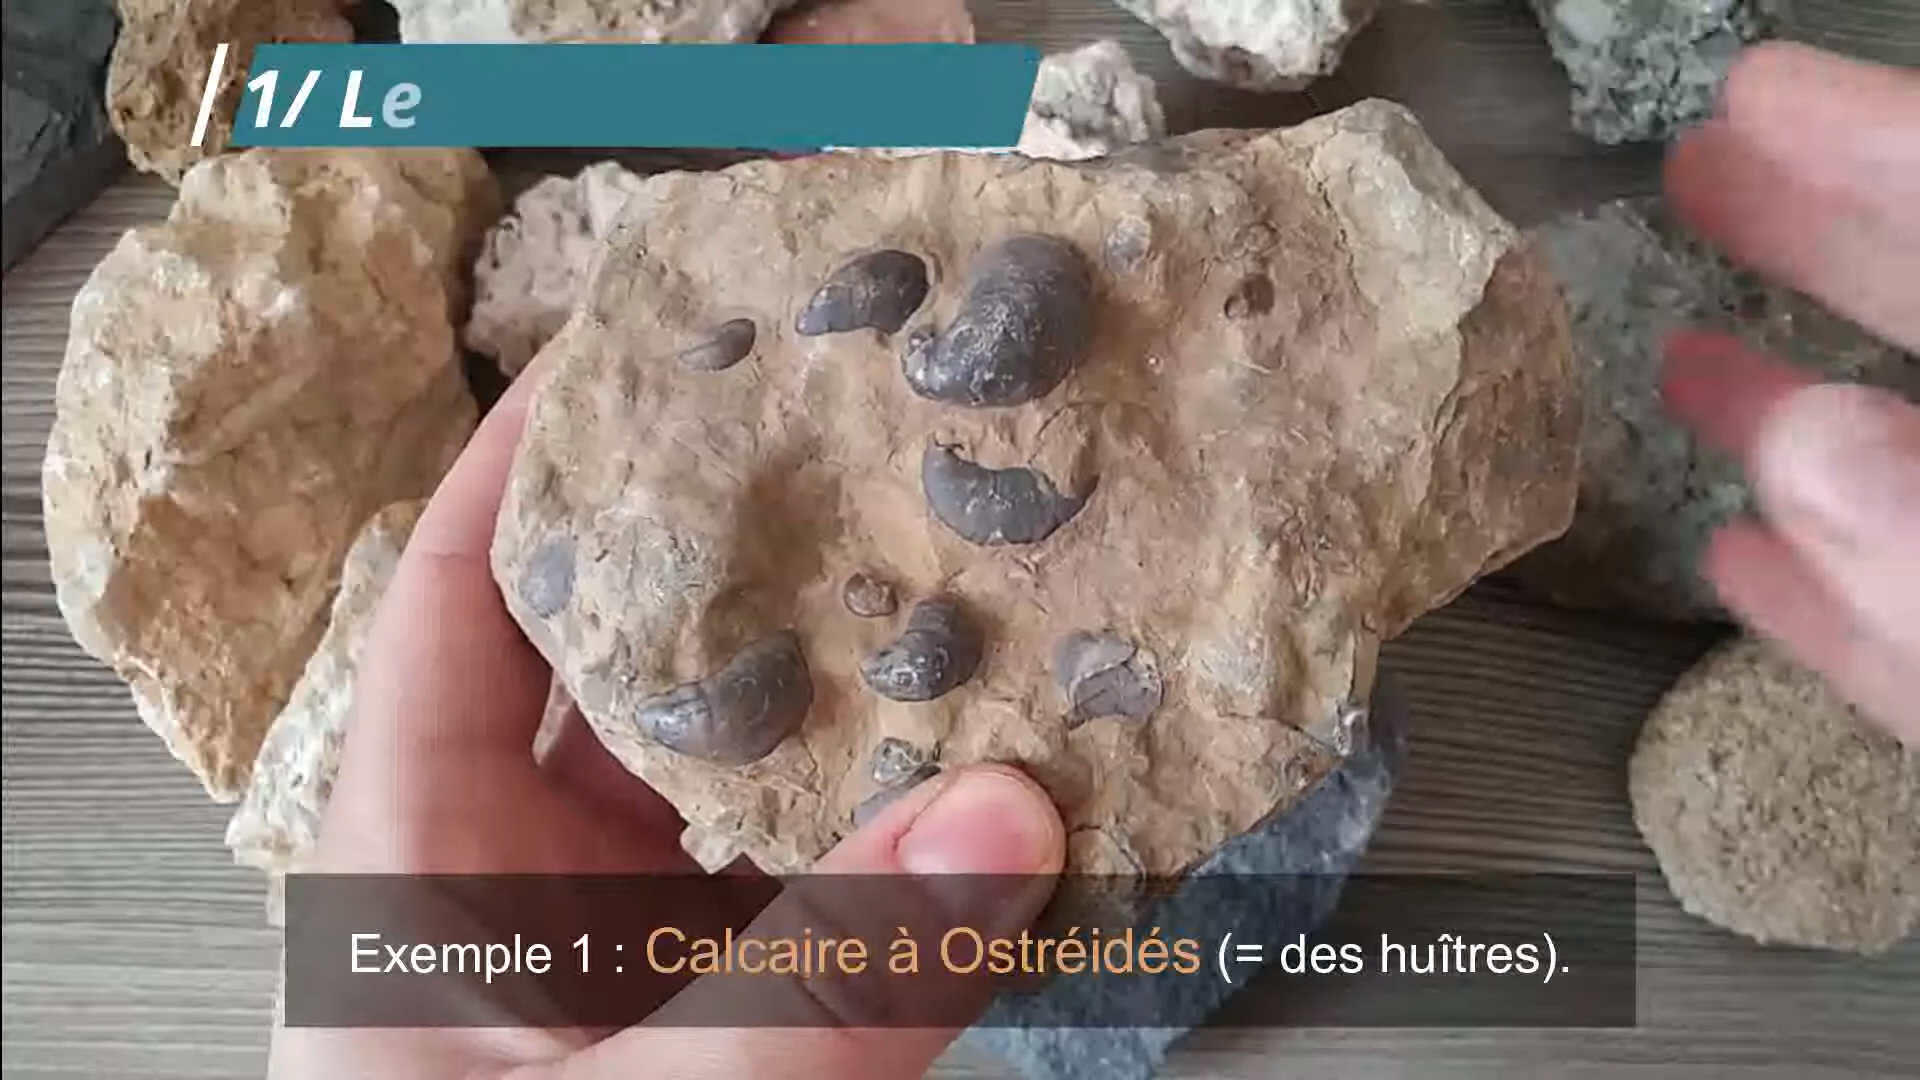 1/ Le
Exemple 1 : Calcaire à Ostréidés (= des huîtres).